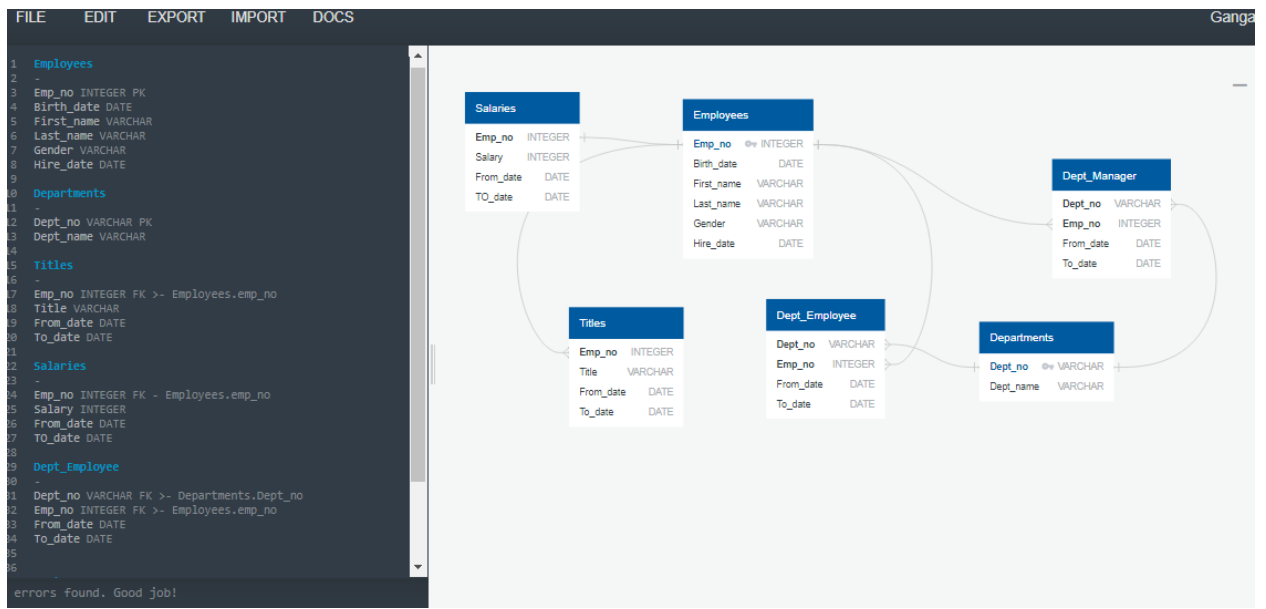 FILE EDIT EXPORT IMPORT DOCS Ganga
1 Employees
2 -
3 Emp_no INTEGER PK
4 Birth_date DATE
5 First_name VARCHAR
6 Last_name VARCHAR
7 Gender VARCHAR
8 Hire_date DATE
9
10 Departments
11 -
12 Dept_no VARCHAR PK
13 Dept_name VARCHAR
14
15 Titles
16 -
17 Emp_no INTEGER FK >- Employees.emp_no
18 Title VARCHAR
19 From_date DATE
20 To_date DATE
21
22 Salaries
23 -
24 Emp_no INTEGER FK - Employees.emp_no
25 Salary INTEGER
26 From_date DATE
27 TO_date DATE
28
29 Dept_Employee
30 -
31 Dept_no VARCHAR FK >- Departments.Dept_no
32 Emp_no INTEGER FK >- Employees.emp_no
33 From_date DATE
34 To_date DATE
35
36
errors found. Good job!
Salaries
Emp_no INTEGER
Salary INTEGER
From_date DATE
TO_date DATE
Employees
Emp_no INTEGER
Birth_date DATE
First_name VARCHAR
Last_name VARCHAR
Gender VARCHAR
Hire_date DATE
Dept_Manager
Dept_no VARCHAR
Emp_no INTEGER
From_date DATE
To_date DATE
Titles
Emp_no INTEGER
Title VARCHAR
From_date DATE
To_date DATE
Dept_Employee
Dept_no VARCHAR
Emp_no INTEGER
From_date DATE
To_date DATE
Departments
Dept_no VARCHAR
Dept_name VARCHAR